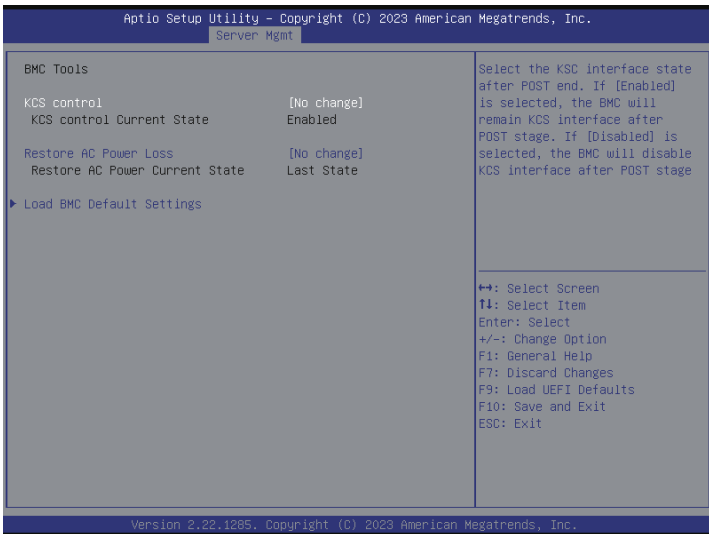 Aptio Setup Utility – Copyright (C) 2023 American Megatrends, Inc.
Server Mgmt
BMC Tools
KCS control [No change]
KCS control Current State Enabled
Restore AC Power Loss [No change]
Restore AC Power Current State Last State
Load BMC Default Settings
Select the KSC interface state
after POST end. If [Enabled]
is selected, the BMC will
remain KCS interface after
POST stage. If [Disabled] is
selected, the BMC will disable
KCS interface after POST stage
↔: Select Screen
↑↓: Select Item
Enter: Select
+/-: Change Option
F1: General Help
F7: Discard Changes
F9: Load UEFI Defaults
F10: Save and Exit
ESC: Exit
Version 2.22.1285. Copyright (C) 2023 American Megatrends, Inc.